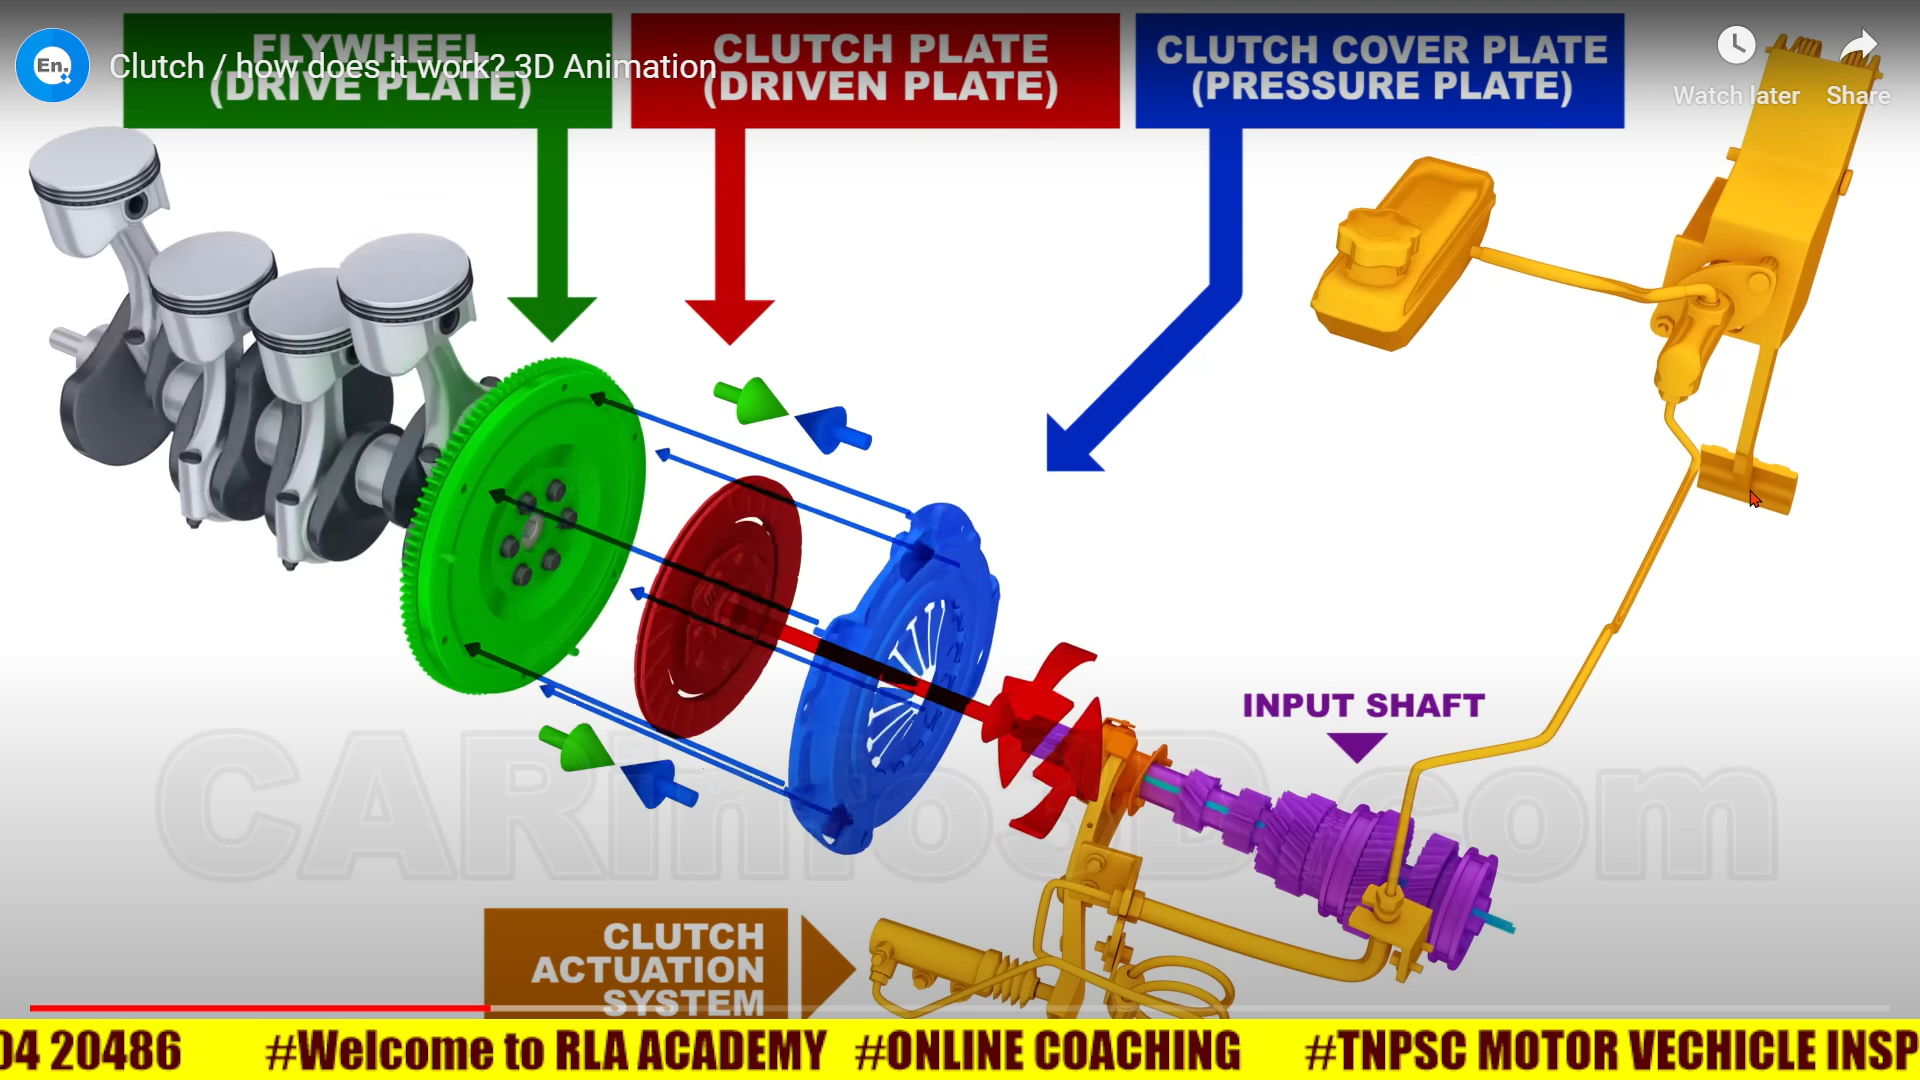 En.
Clutch / how does it work? 3D Animation
FLYWHEEL
(DRIVE PLATE)
CLUTCH PLATE
(DRIVEN PLATE)
CLUTCH COVER PLATE
(PRESSURE PLATE)
Watch later
Share
INPUT SHAFT
CARinfo3D.com
CLUTCH
ACTUATION
SYSTEM
04 20486 #Welcome to RLA ACADEMY #ONLINE COACHING #TNPSC MOTOR VECHICLE INSP